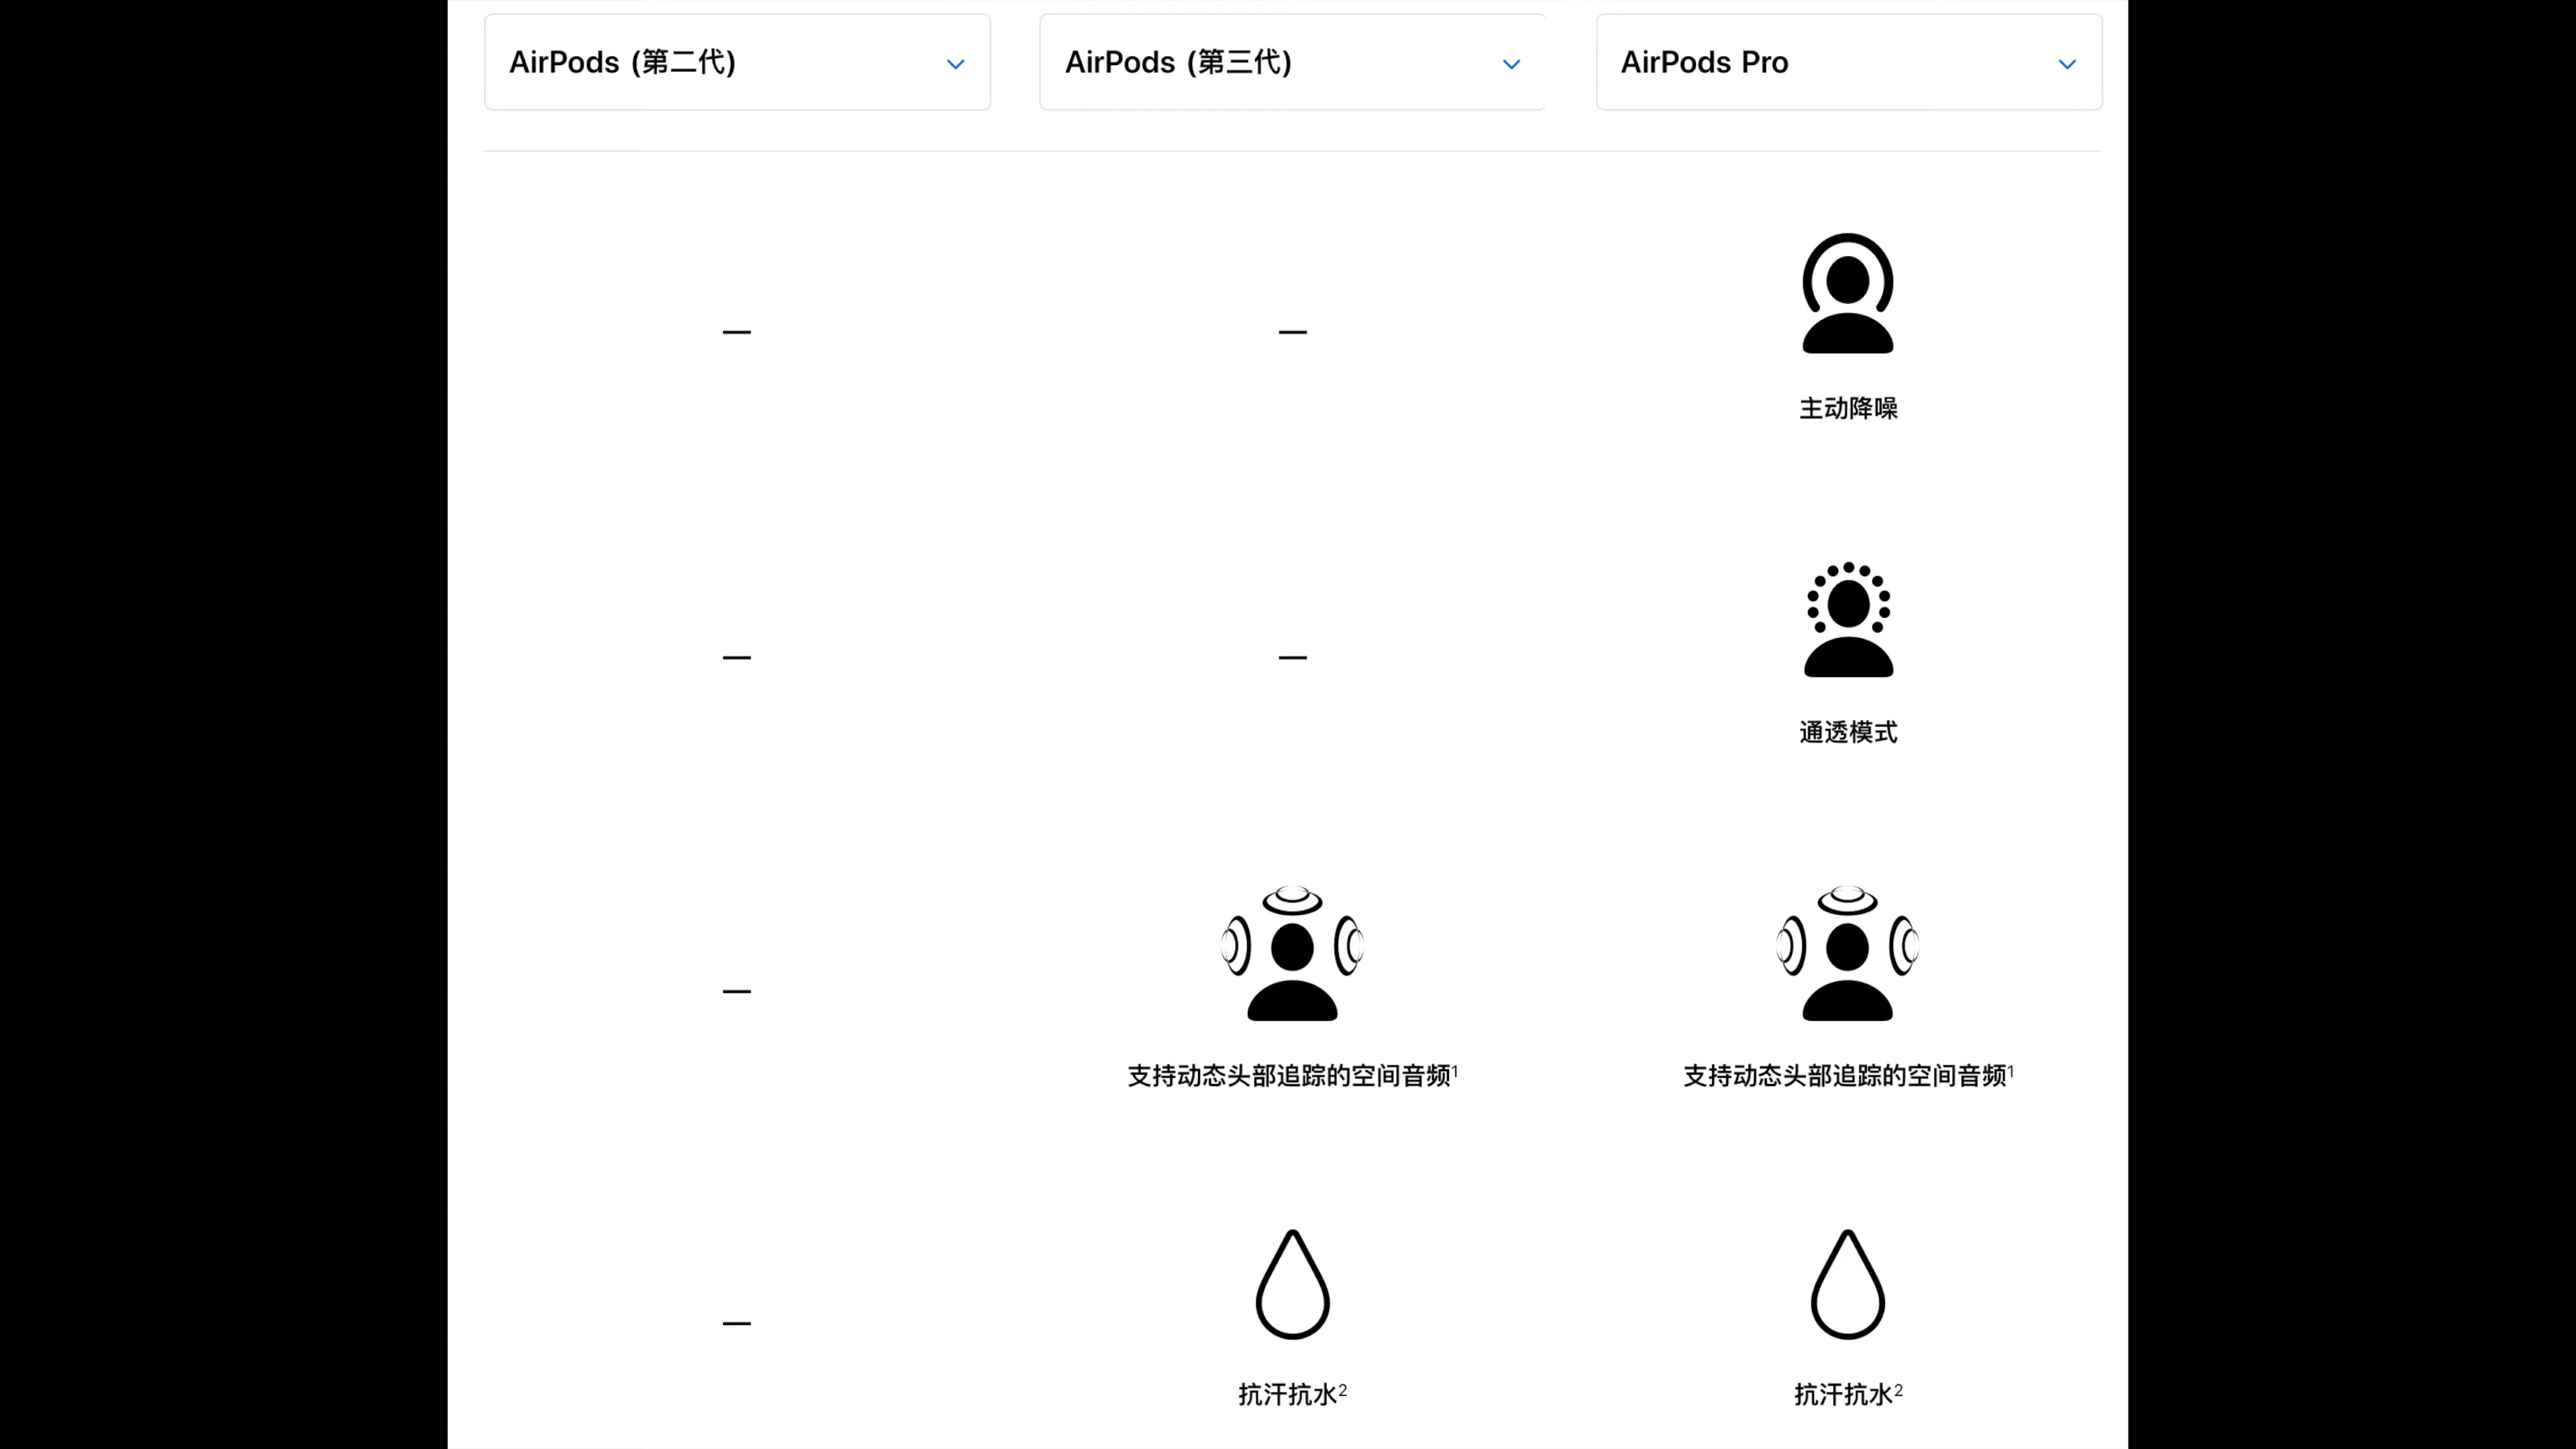 AirPods (第二代)
AirPods (第三代)
AirPods Pro
—
—
主动降噪
—
—
通透模式
—
支持动态头部追踪的空间音频1
支持动态头部追踪的空间音频1
—
抗汗抗水2
抗汗抗水2